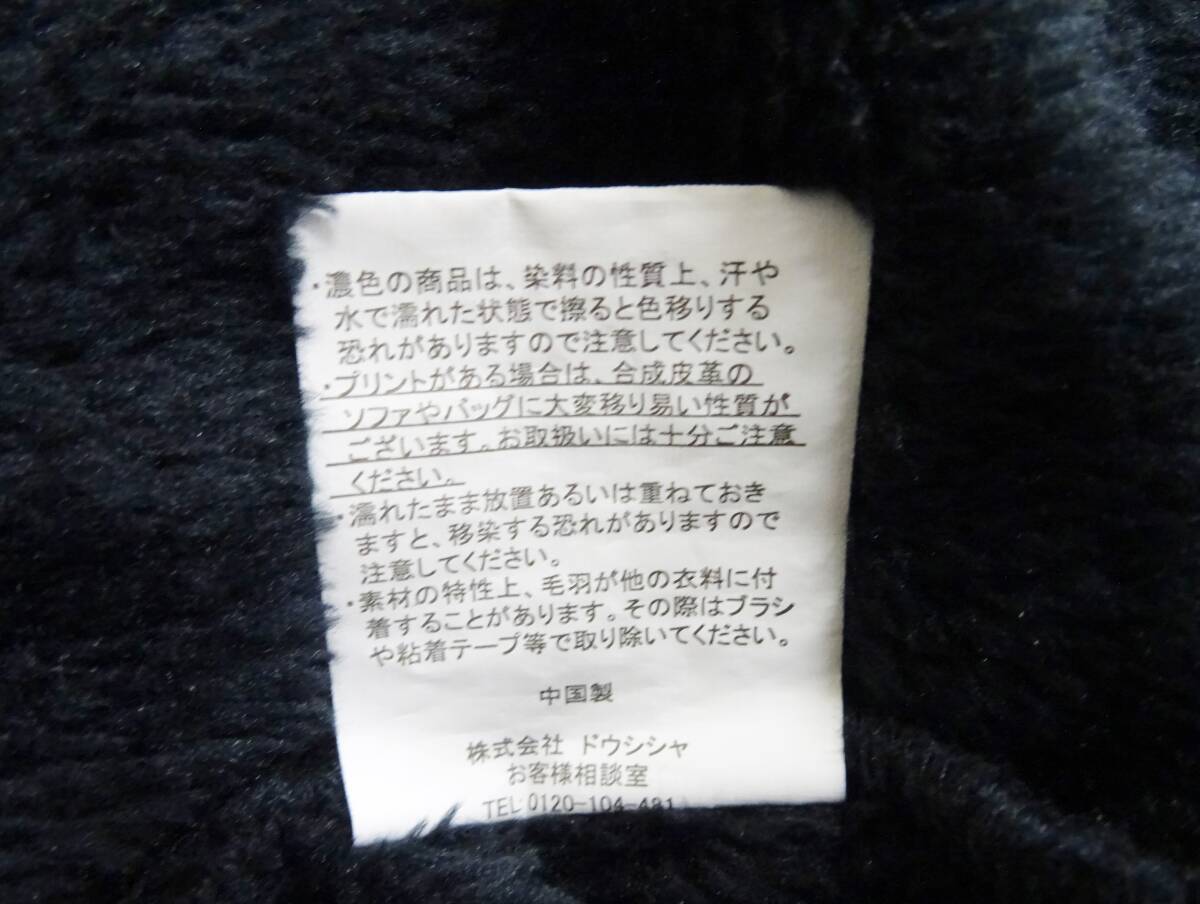 ・濃色の商品は、染料の性質上、汗や
水で濡れた状態で擦ると色移りする
恐れがありますので注意してください。
・プリントがある場合は、合成皮革の
ソファやバッグに大変移り易い性質が
ございます。お取扱いには十分ご注意
ください。
・濡れたまま放置あるいは重ねておき
ますと、移染する恐れがありますので
注意してください。
・素材の特性上、毛羽が他の衣料に付
着することがあります。その際はブラシ
や粘着テープ等で取り除いてください。
中国製
株式会社 ドウシシャ
お客様相談室
TEL 0120-104-481